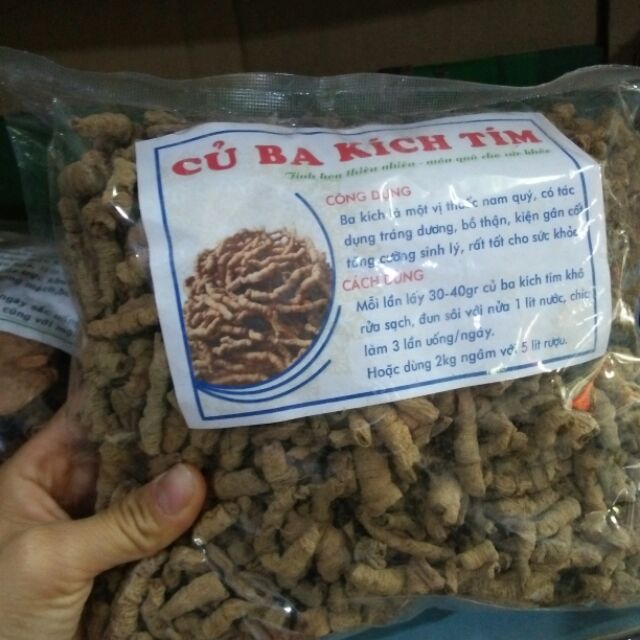 CỦ BA KÍCH TÍM
Tinh hoa thiên nhiên - món quà cho sức khỏe
CÔNG DỤNG
Ba kích là một vị thuốc nam quý, có tác
dụng tráng dương, bổ thận, kiện gân cốt
tăng cường sinh lý, rất tốt cho sức khỏe
CÁCH DÙNG
Mỗi lần lấy 30-40gr củ ba kích tím khô
rửa sạch, đun sôi với nửa 1 lít nước, chia
làm 3 lần uống/ngày.
Hoặc dùng 2kg ngâm với 5 lít rượu.